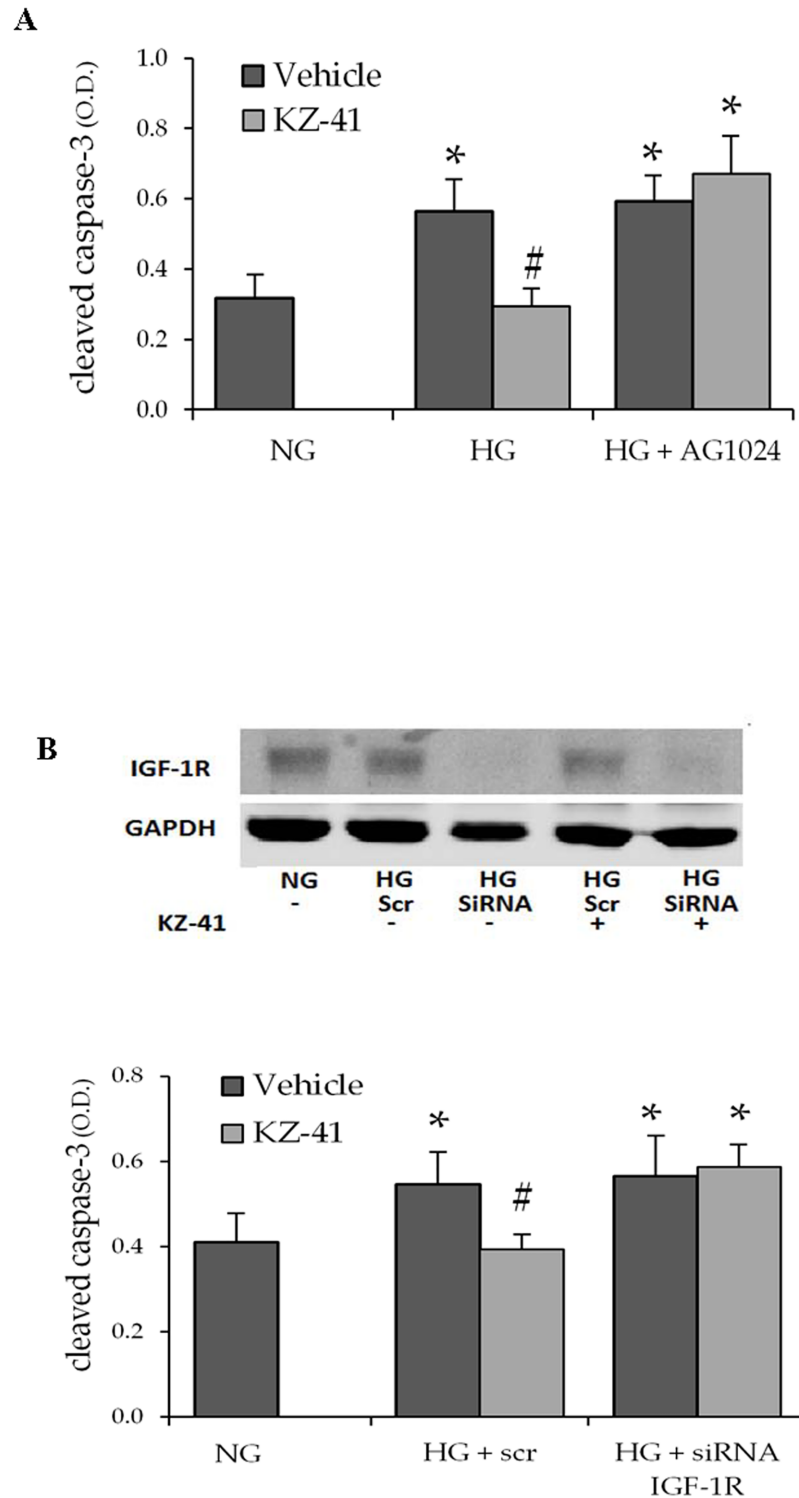 A
cleaved caspase-3 (O.D.)
1.0
0.8
0.6
0.4
0.2
0.0
Vehicle
KZ-41
*
#
*
*
NG
HG
HG + AG1024
B
IGF-1R
GAPDH
NG HG HG HG HG
- Scr SiRNA Scr SiRNA
KZ-41 - - + +
cleaved caspase-3 (O.D.)
0.8
0.6
0.4
0.2
0.0
Vehicle
KZ-41
*
#
*
*
NG
HG + scr
HG + siRNA
IGF-1R